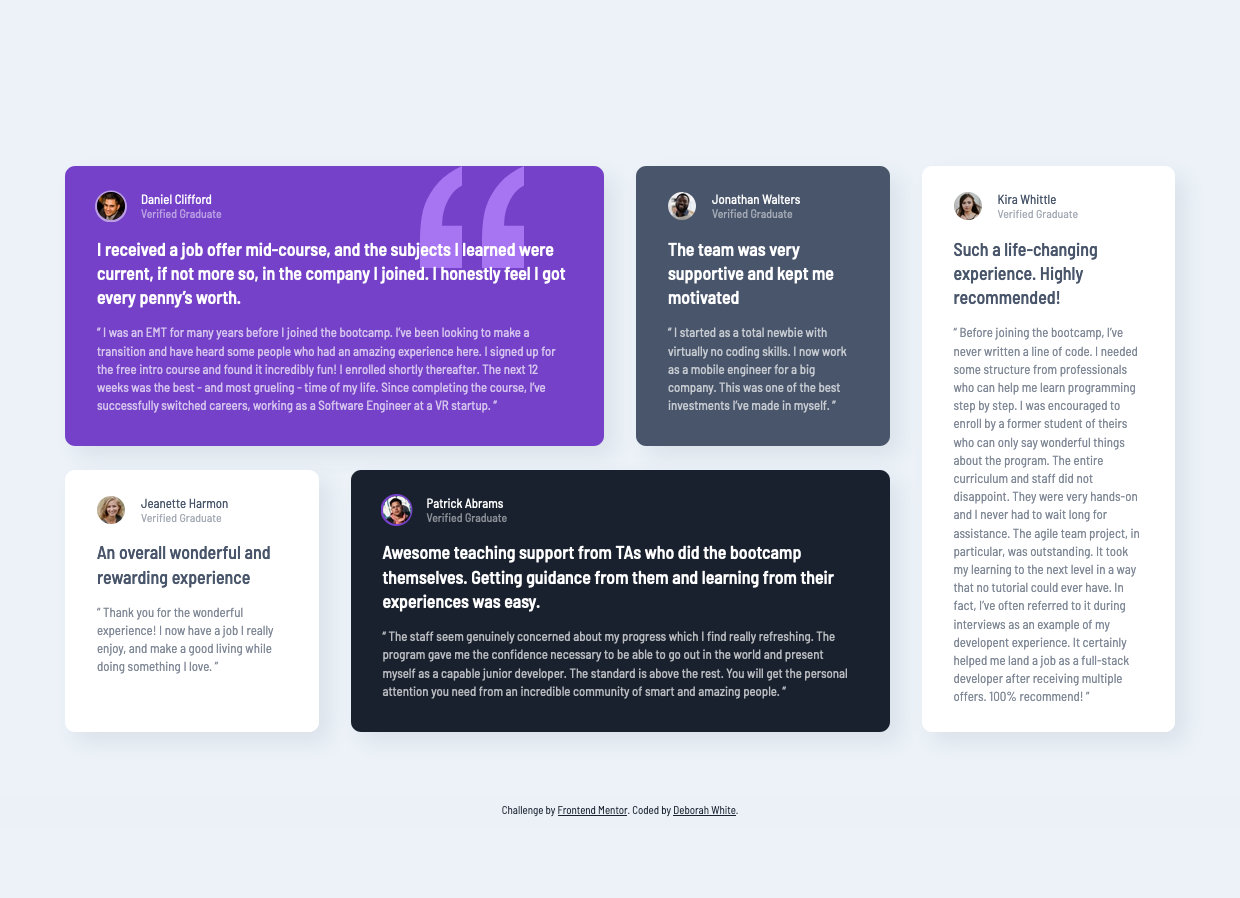 Daniel Clifford
Verified Graduate
I received a job offer mid-course, and the subjects I learned were
current, if not more so, in the company I joined. I honestly feel I got
every penny’s worth.
“ I was an EMT for many years before I joined the bootcamp. I’ve been looking to make a
transition and have heard some people who had an amazing experience here. I signed up for
the free intro course and found it incredibly fun! I enrolled shortly thereafter. The next 12
weeks was the best - and most grueling - time of my life. Since completing the course, I’ve
successfully switched careers, working as a Software Engineer at a VR startup. ”
Jonathan Walters
Verified Graduate
The team was very
supportive and kept me
motivated
“ I started as a total newbie with
virtually no coding skills. I now work
as a mobile engineer for a big
company. This was one of the best
investments I’ve made in myself. ”
Kira Whittle
Verified Graduate
Such a life-changing
experience. Highly
recommended!
“ Before joining the bootcamp, I’ve
never written a line of code. I needed
some structure from professionals
who can help me learn programming
step by step. I was encouraged to
enroll by a former student of theirs
who can only say wonderful things
about the program. The entire
curriculum and staff did not
disappoint. They were very hands-on
and I never had to wait long for
assistance. The agile team project, in
particular, was outstanding. It took
my learning to the next level in a way
that no tutorial could ever have. In
fact, I’ve often referred to it during
interviews as an example of my
developent experience. It certainly
helped me land a job as a full-stack
developer after receiving multiple
offers. 100% recommend! ”
Jeanette Harmon
Verified Graduate
An overall wonderful and
rewarding experience
“ Thank you for the wonderful
experience! I now have a job I really
enjoy, and make a good living while
doing something I love. ”
Patrick Abrams
Verified Graduate
Awesome teaching support from TAs who did the bootcamp
themselves. Getting guidance from them and learning from their
experiences was easy.
“ The staff seem genuinely concerned about my progress which I find really refreshing. The
program gave me the confidence necessary to be able to go out in the world and present
myself as a capable junior developer. The standard is above the rest. You will get the personal
attention you need from an incredible community of smart and amazing people. ”
Challenge by Frontend Mentor. Coded by Deborah White.